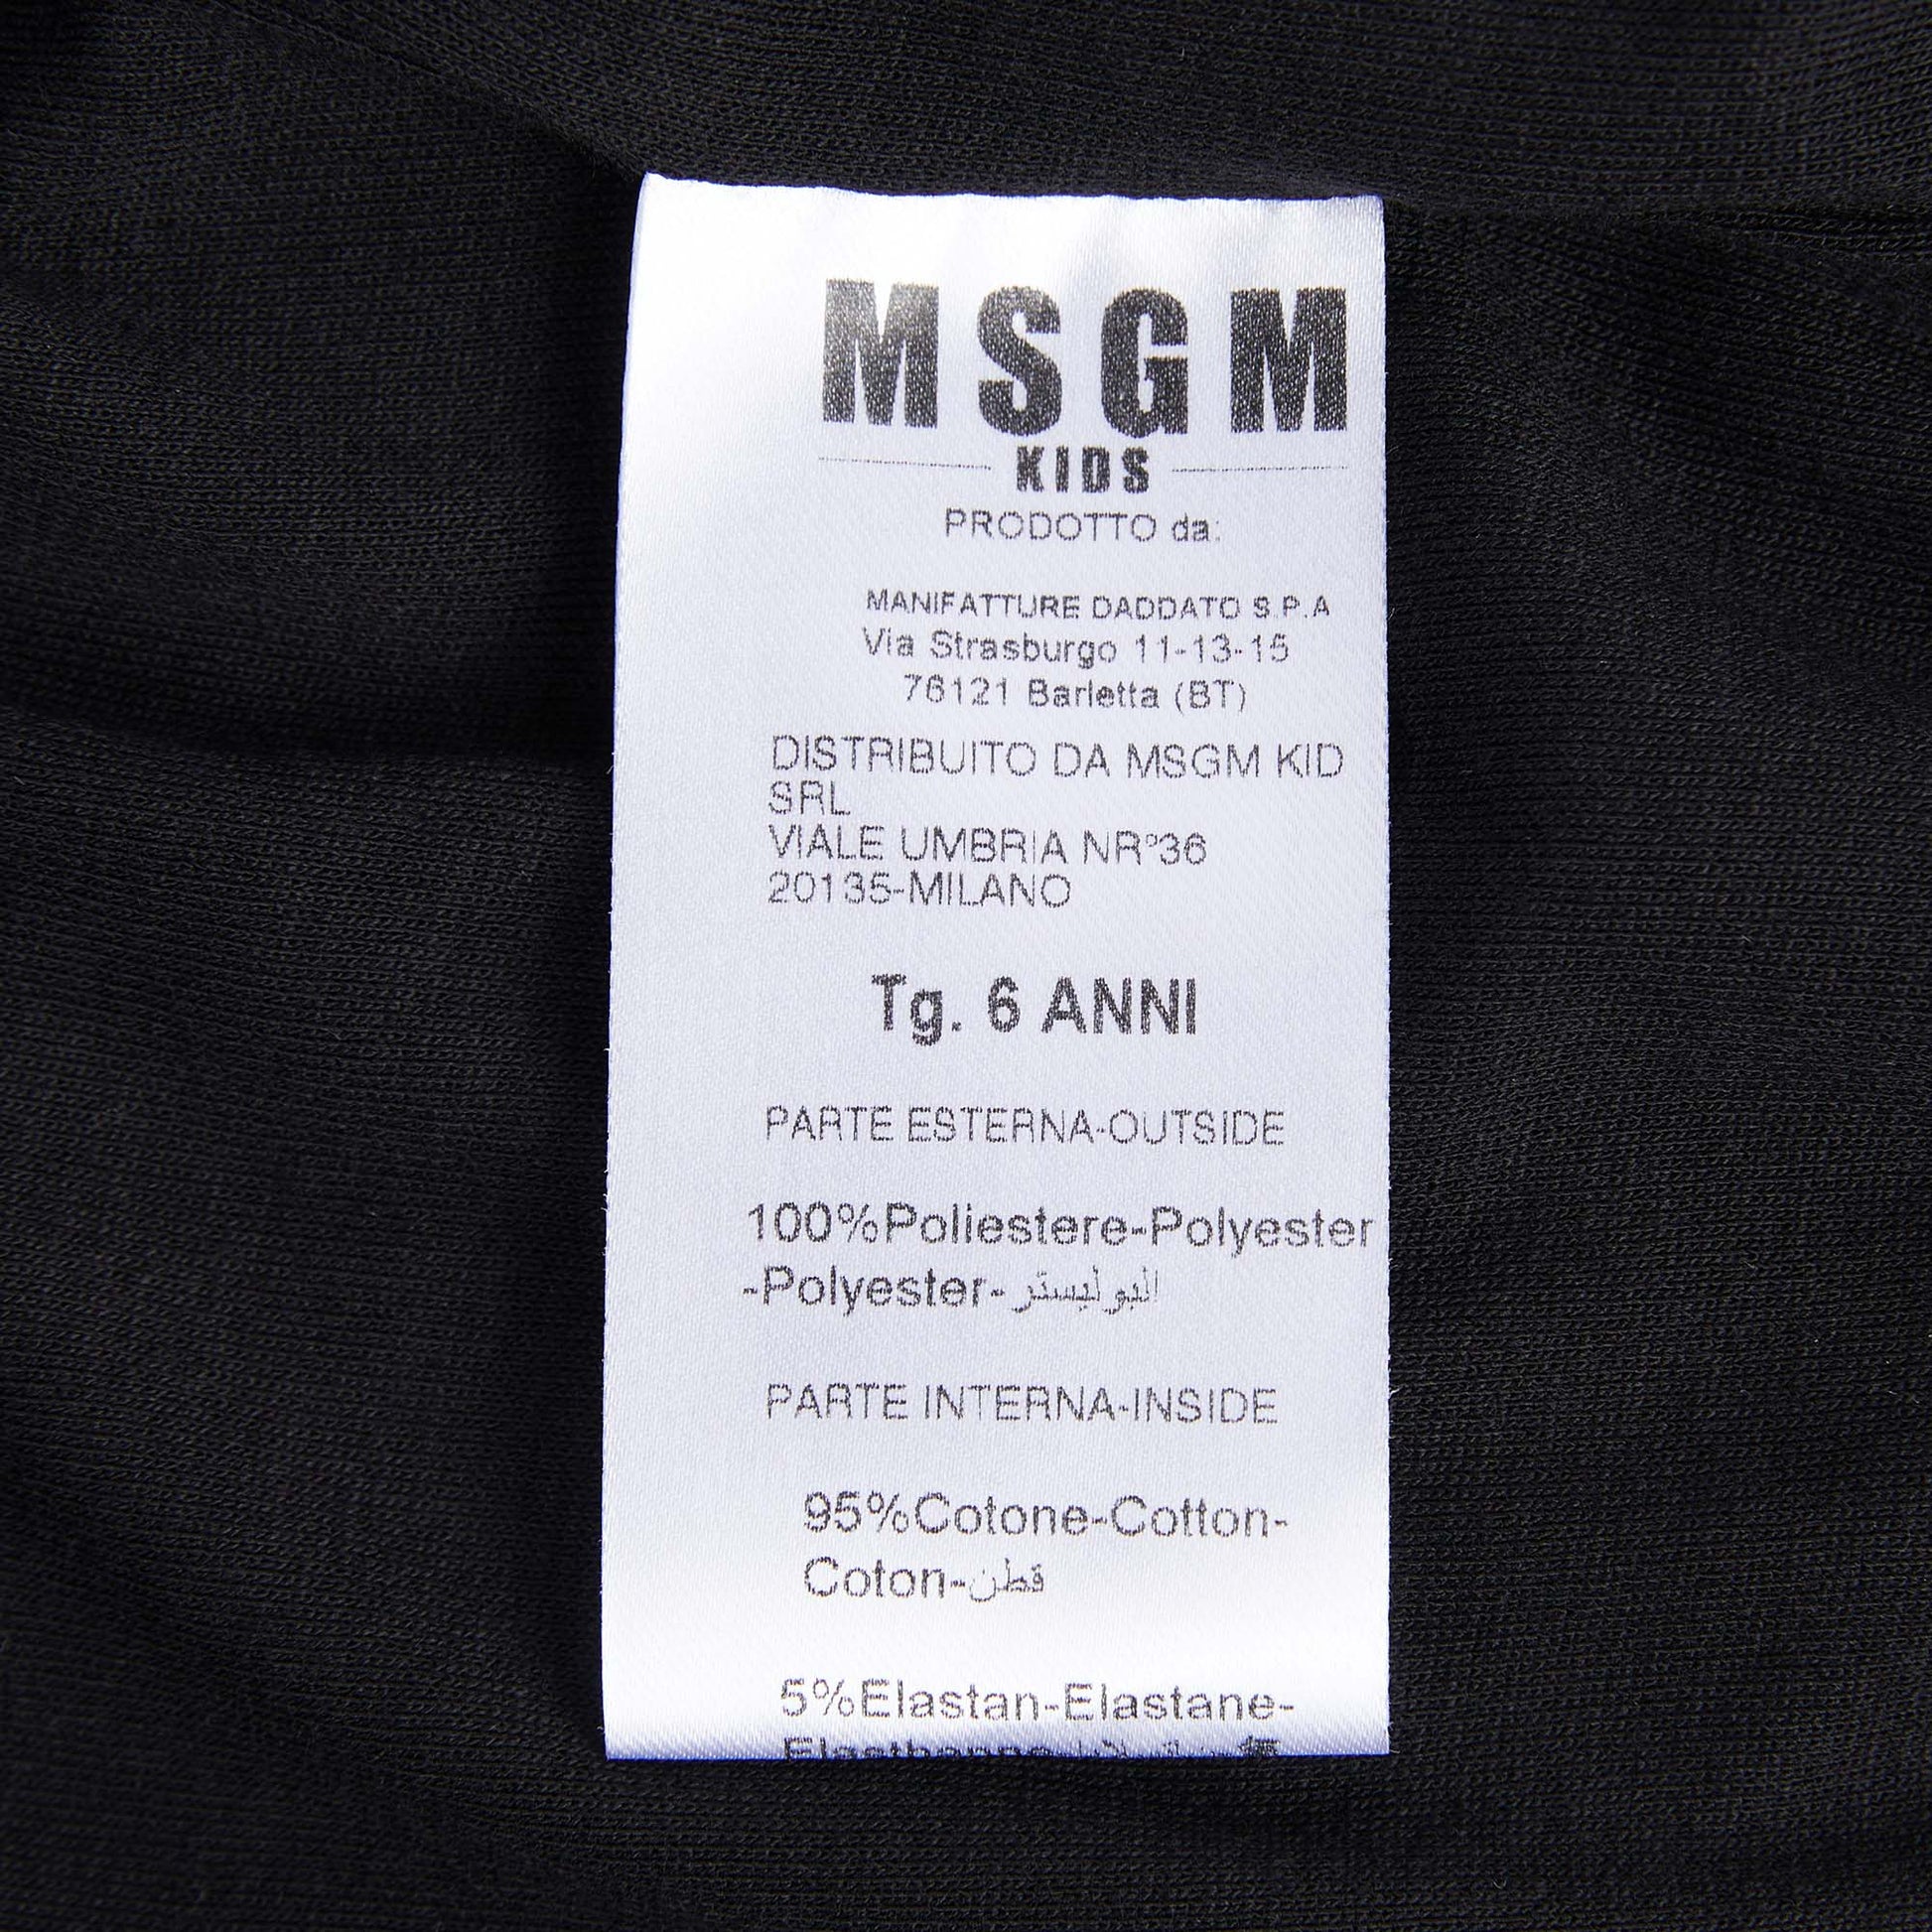 MSGM
KIDS
PRODOTTO da:
MANIFATTURE DADDATO S.P.A
Via Strasburgo 11-13-15
76121 Barletta (BT)
DISTRIBUITO DA MSGM KID
SRL
VIALE UMBRIA NR°36
20135-MILANO
Tg. 6 ANNI
PARTE ESTERNA-OUTSIDE
100%Poliestere-Polyester
-Polyester-البوليستر
PARTE INTERNA-INSIDE
95%Cotone-Cotton-
Coton-قطن
5%Elastan-Elastane-